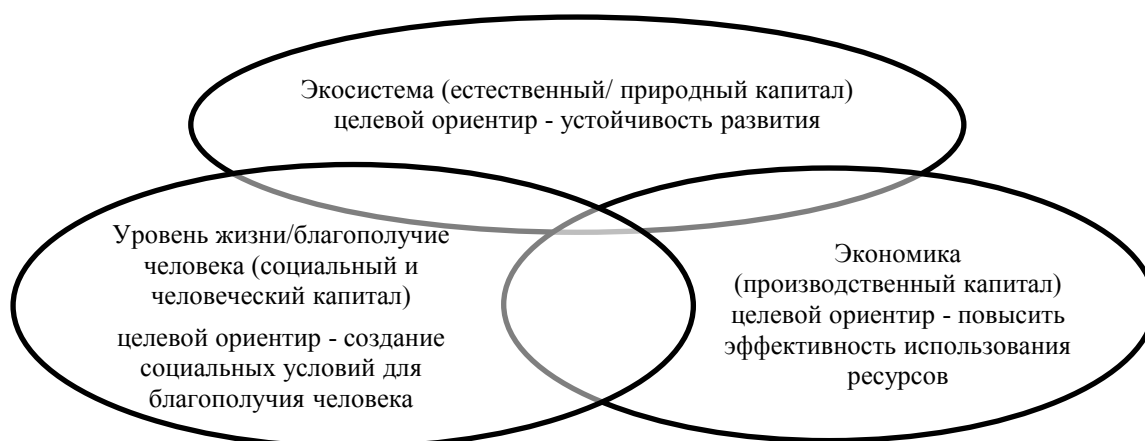 Экосистема (естественный/ природный капитал)
целевой ориентир - устойчивость развития
Уровень жизни/благополучие
человека (социальный и
человеческий капитал)
целевой ориентир - создание
социальных условий для
благополучия человека
Экономика
(производственный капитал)
целевой ориентир - повысить
эффективность использования
ресурсов